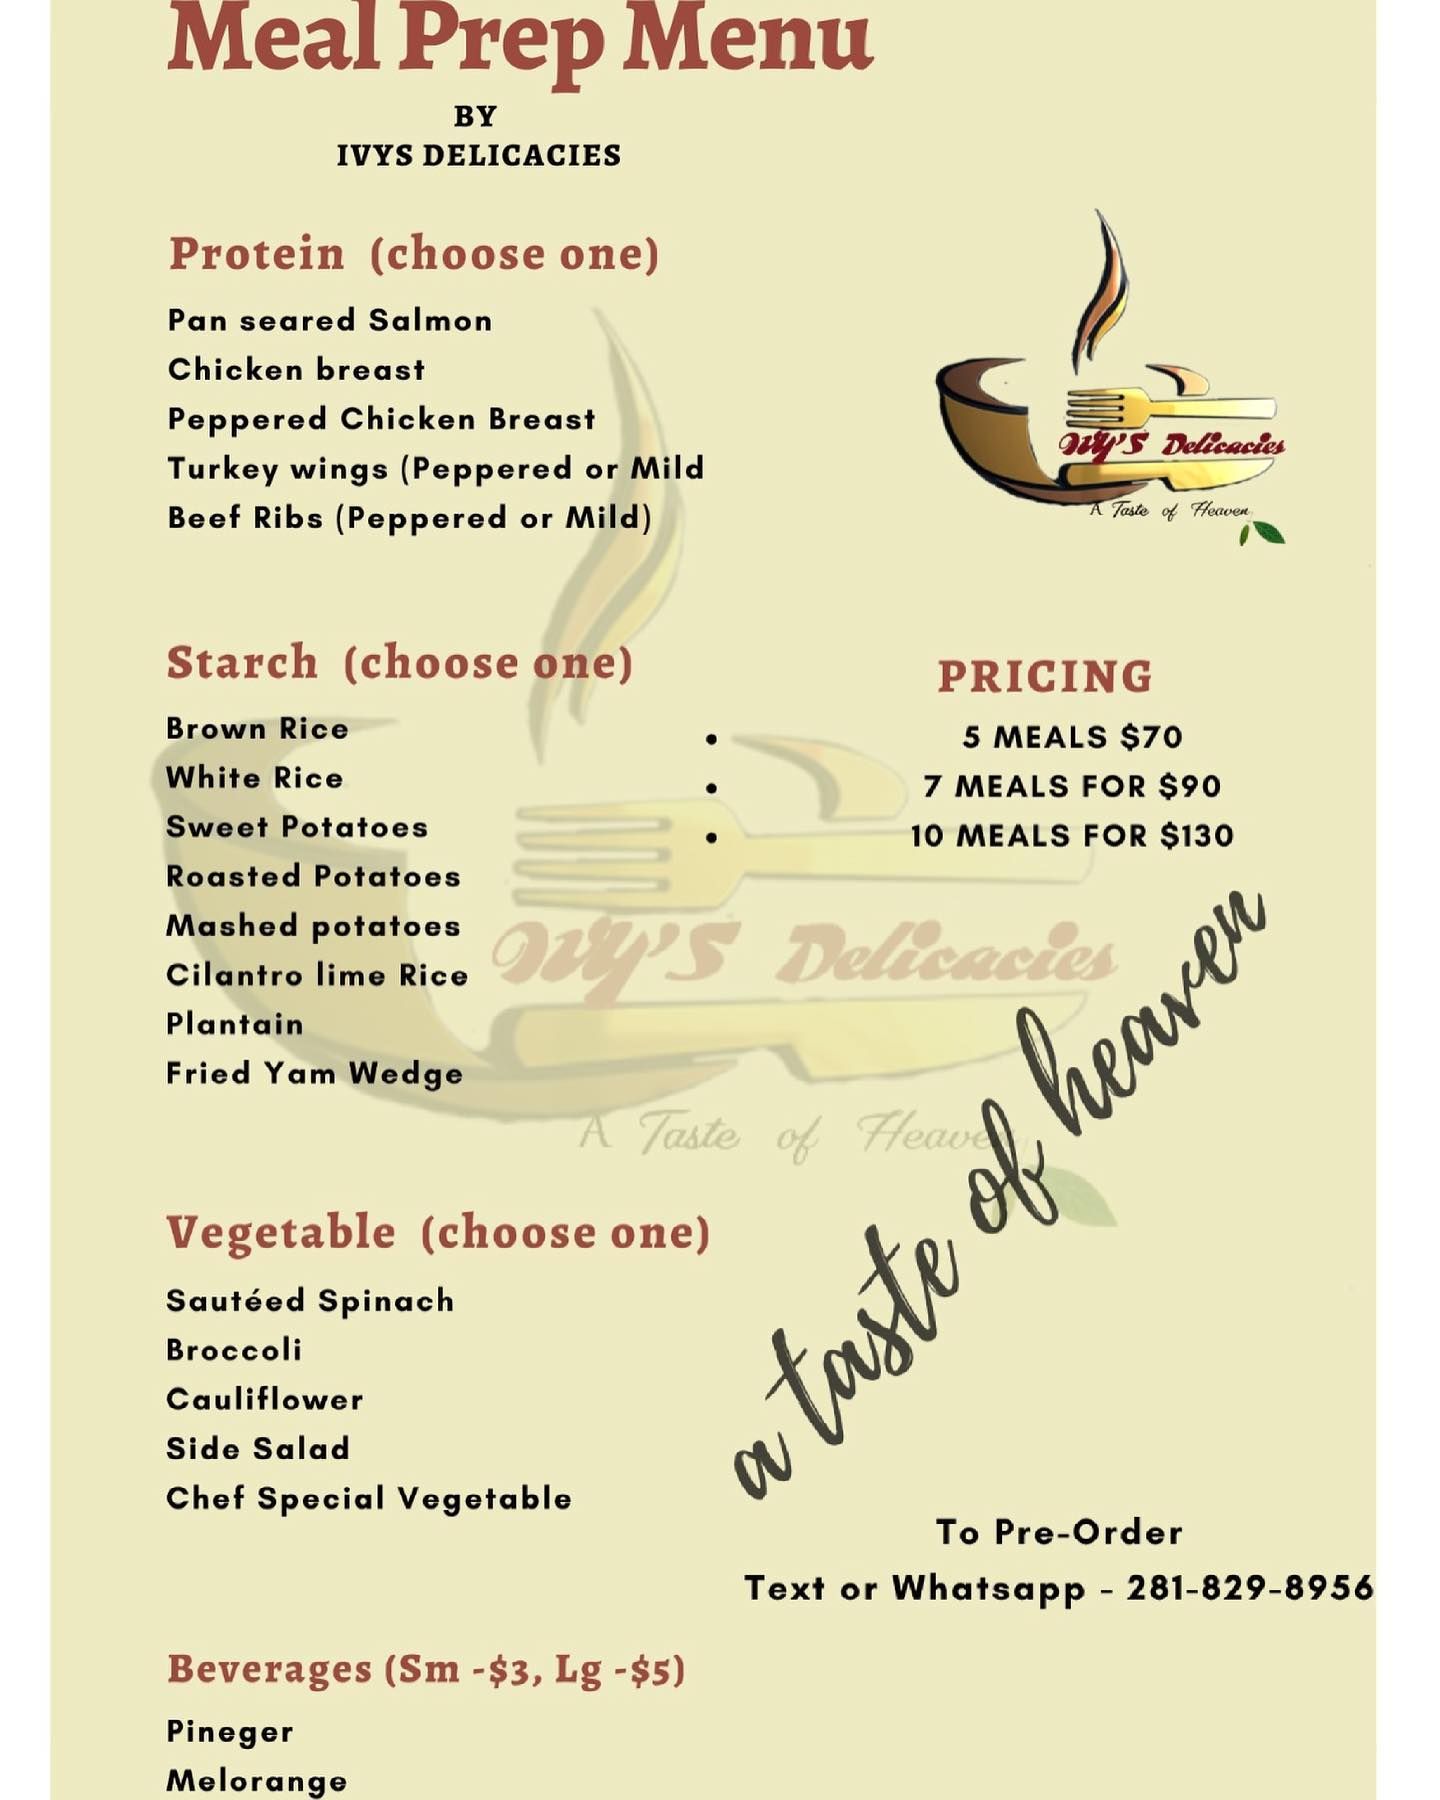 Meal Prep Menu
BY
IVYS DELICACIES
Protein (choose one)
Pan seared Salmon
Chicken breast
Peppered Chicken Breast
Turkey wings (Peppered or Mild
Beef Ribs (Peppered or Mild)
IVY'S Delicacies
A Taste of Heaven
Starch (choose one)
Brown Rice
White Rice
Sweet Potatoes
Roasted Potatoes
Mashed potatoes
Cilantro lime Rice
Plantain
Fried Yam Wedge
PRICING
• 5 MEALS $70
• 7 MEALS FOR $90
• 10 MEALS FOR $130
IVY'S Delicacies
A Taste of Heaven
a taste of heaven
Vegetable (choose one)
Sautéed Spinach
Broccoli
Cauliflower
Side Salad
Chef Special Vegetable
To Pre-Order
Text or Whatsapp - 281-829-8956
Beverages (Sm -$3, Lg -$5)
Pineger
Melorange